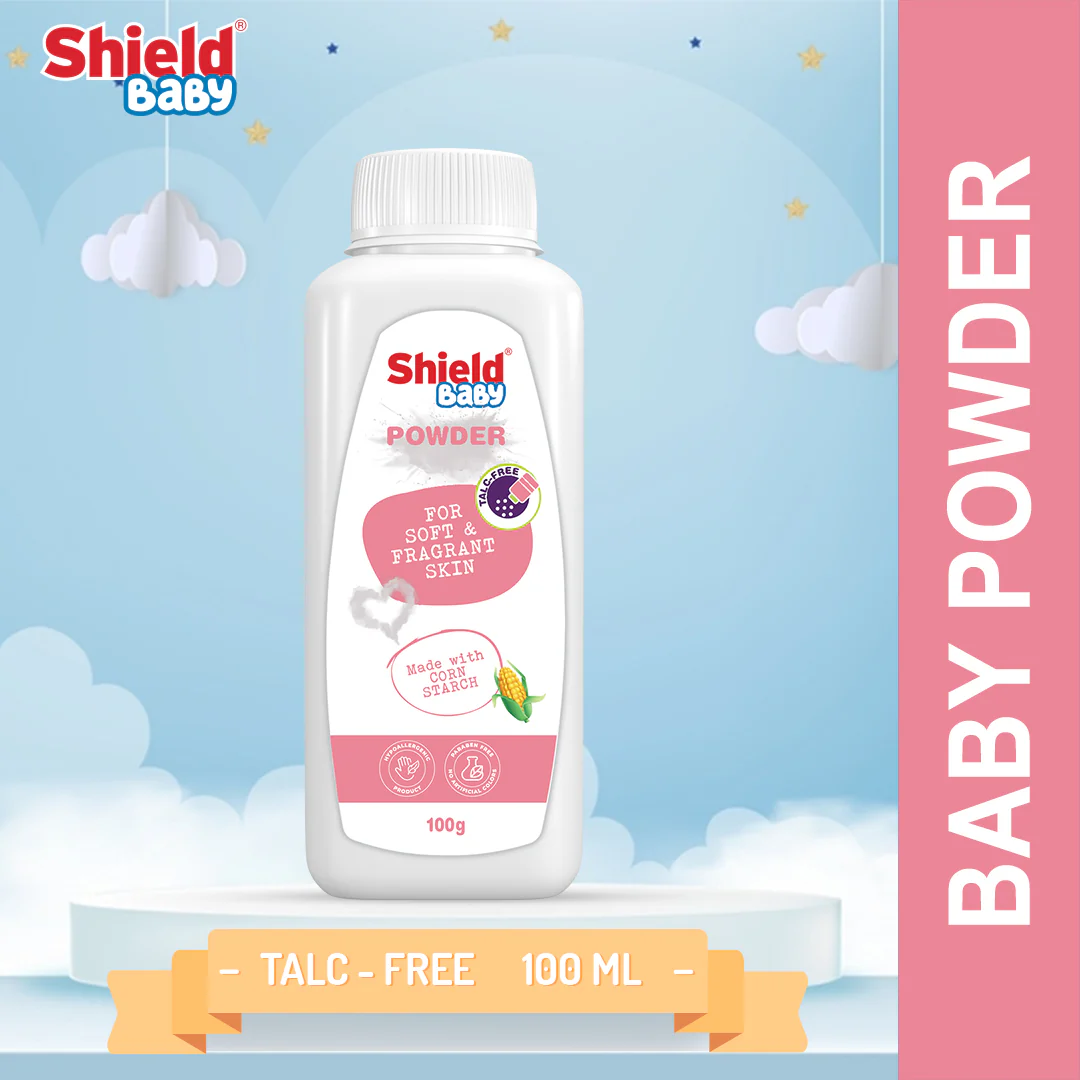 Shield®
BaBY
Shield®
BaBY
POWDER
TALC-FREE
FOR
SOFT &
FRAGRANT
SKIN
Made with
CORN
STARCH
HYPOALLERGENIC
PRODUCT
PARABEN FREE
NO ARTIFICIAL COLORS
100g
- TALC - FREE 100 ML -
BABY POWDER